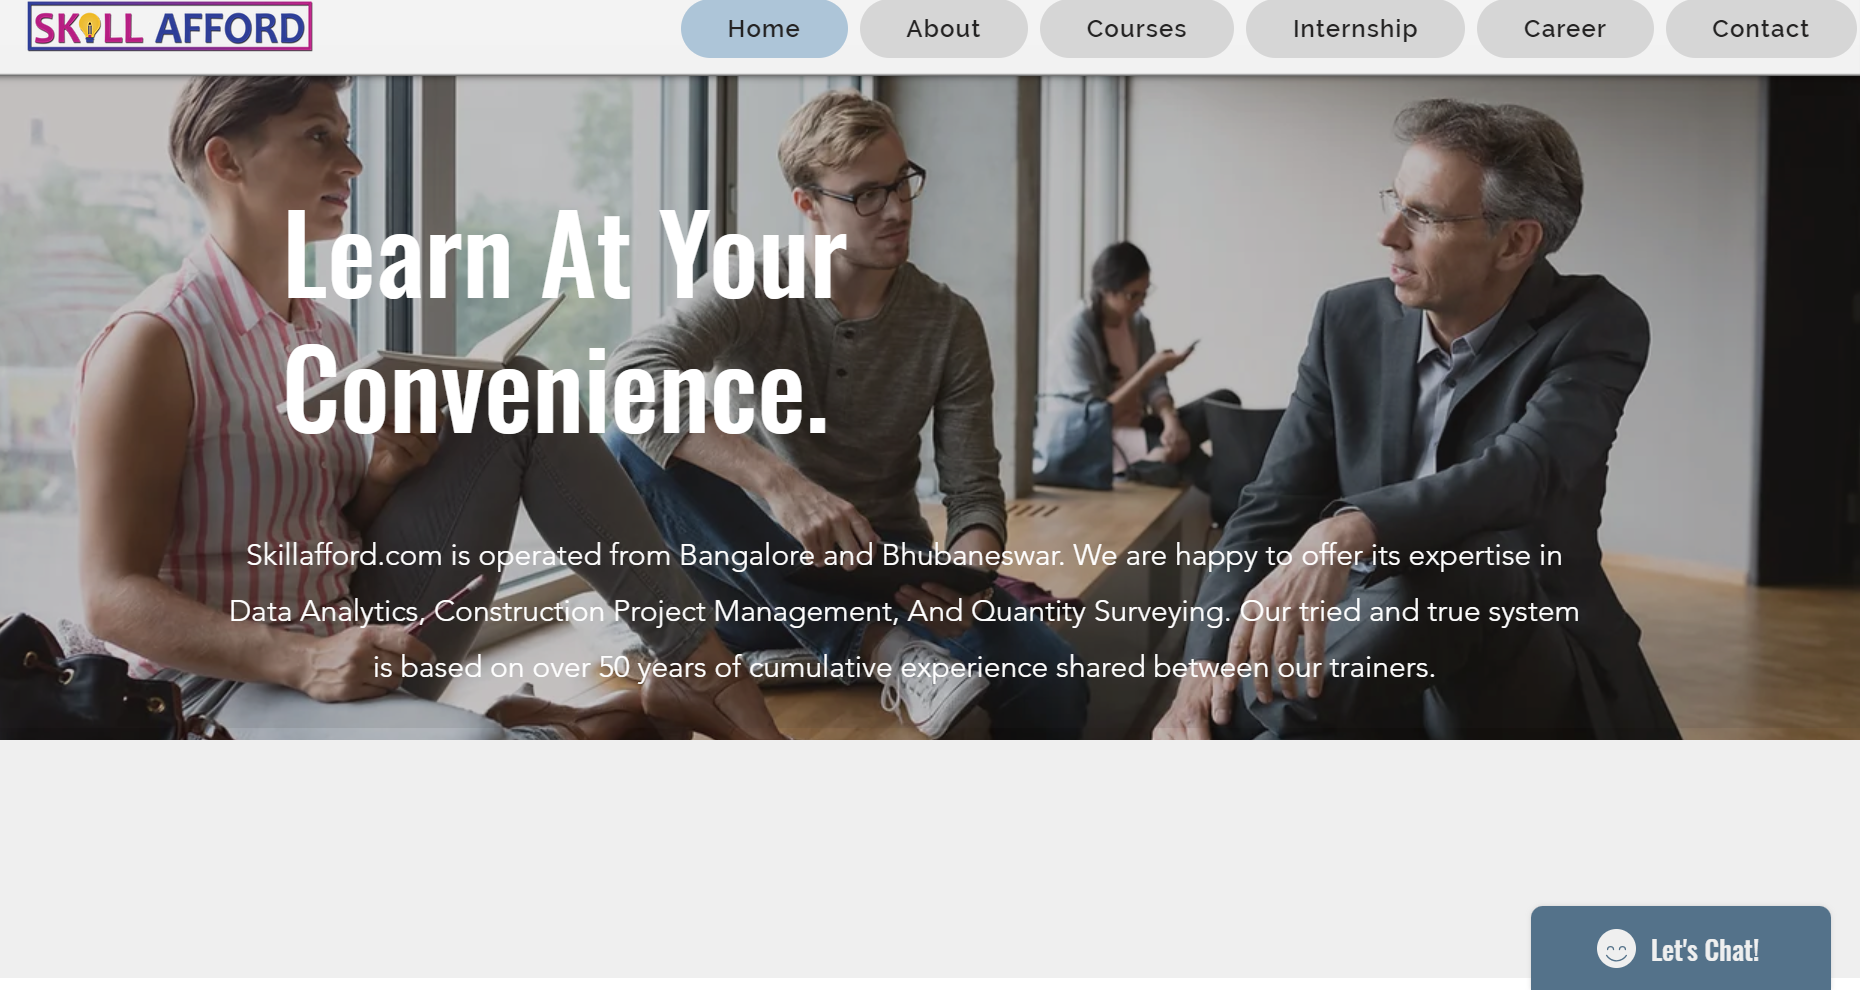 SKILL AFFORD
Home
About
Courses
Internship
Career
Contact
Learn At Your
Convenience.
Skillafford.com is operated from Bangalore and Bhubaneswar. We are happy to offer its expertise in
Data Analytics, Construction Project Management, And Quantity Surveying. Our tried and true system
is based on over 50 years of cumulative experience shared between our trainers.
Let's Chat!